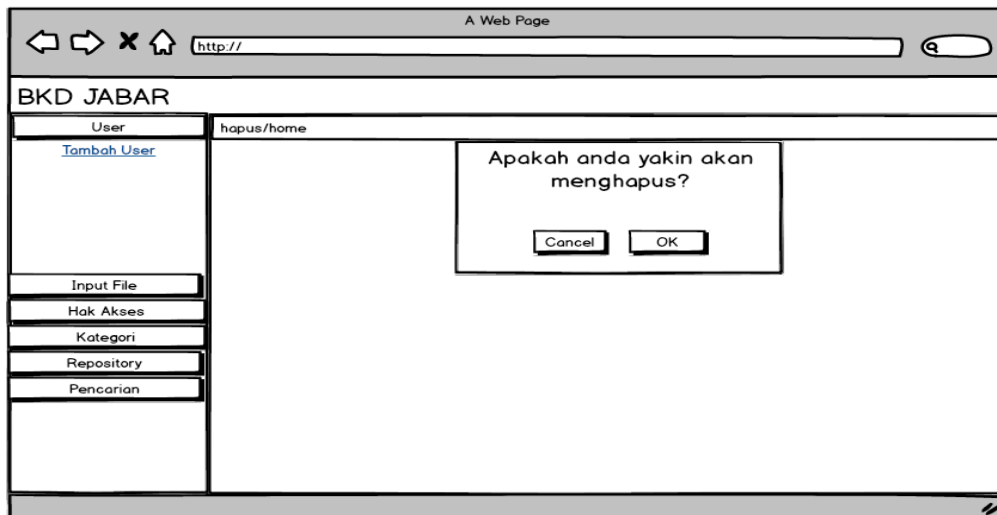 A Web Page
http://
BKD JABAR
User
hapus/home
Tambah User
Apakah anda yakin akan
menghapus?
Cancel
OK
Input File
Hak Akses
Kategori
Repository
Pencarian